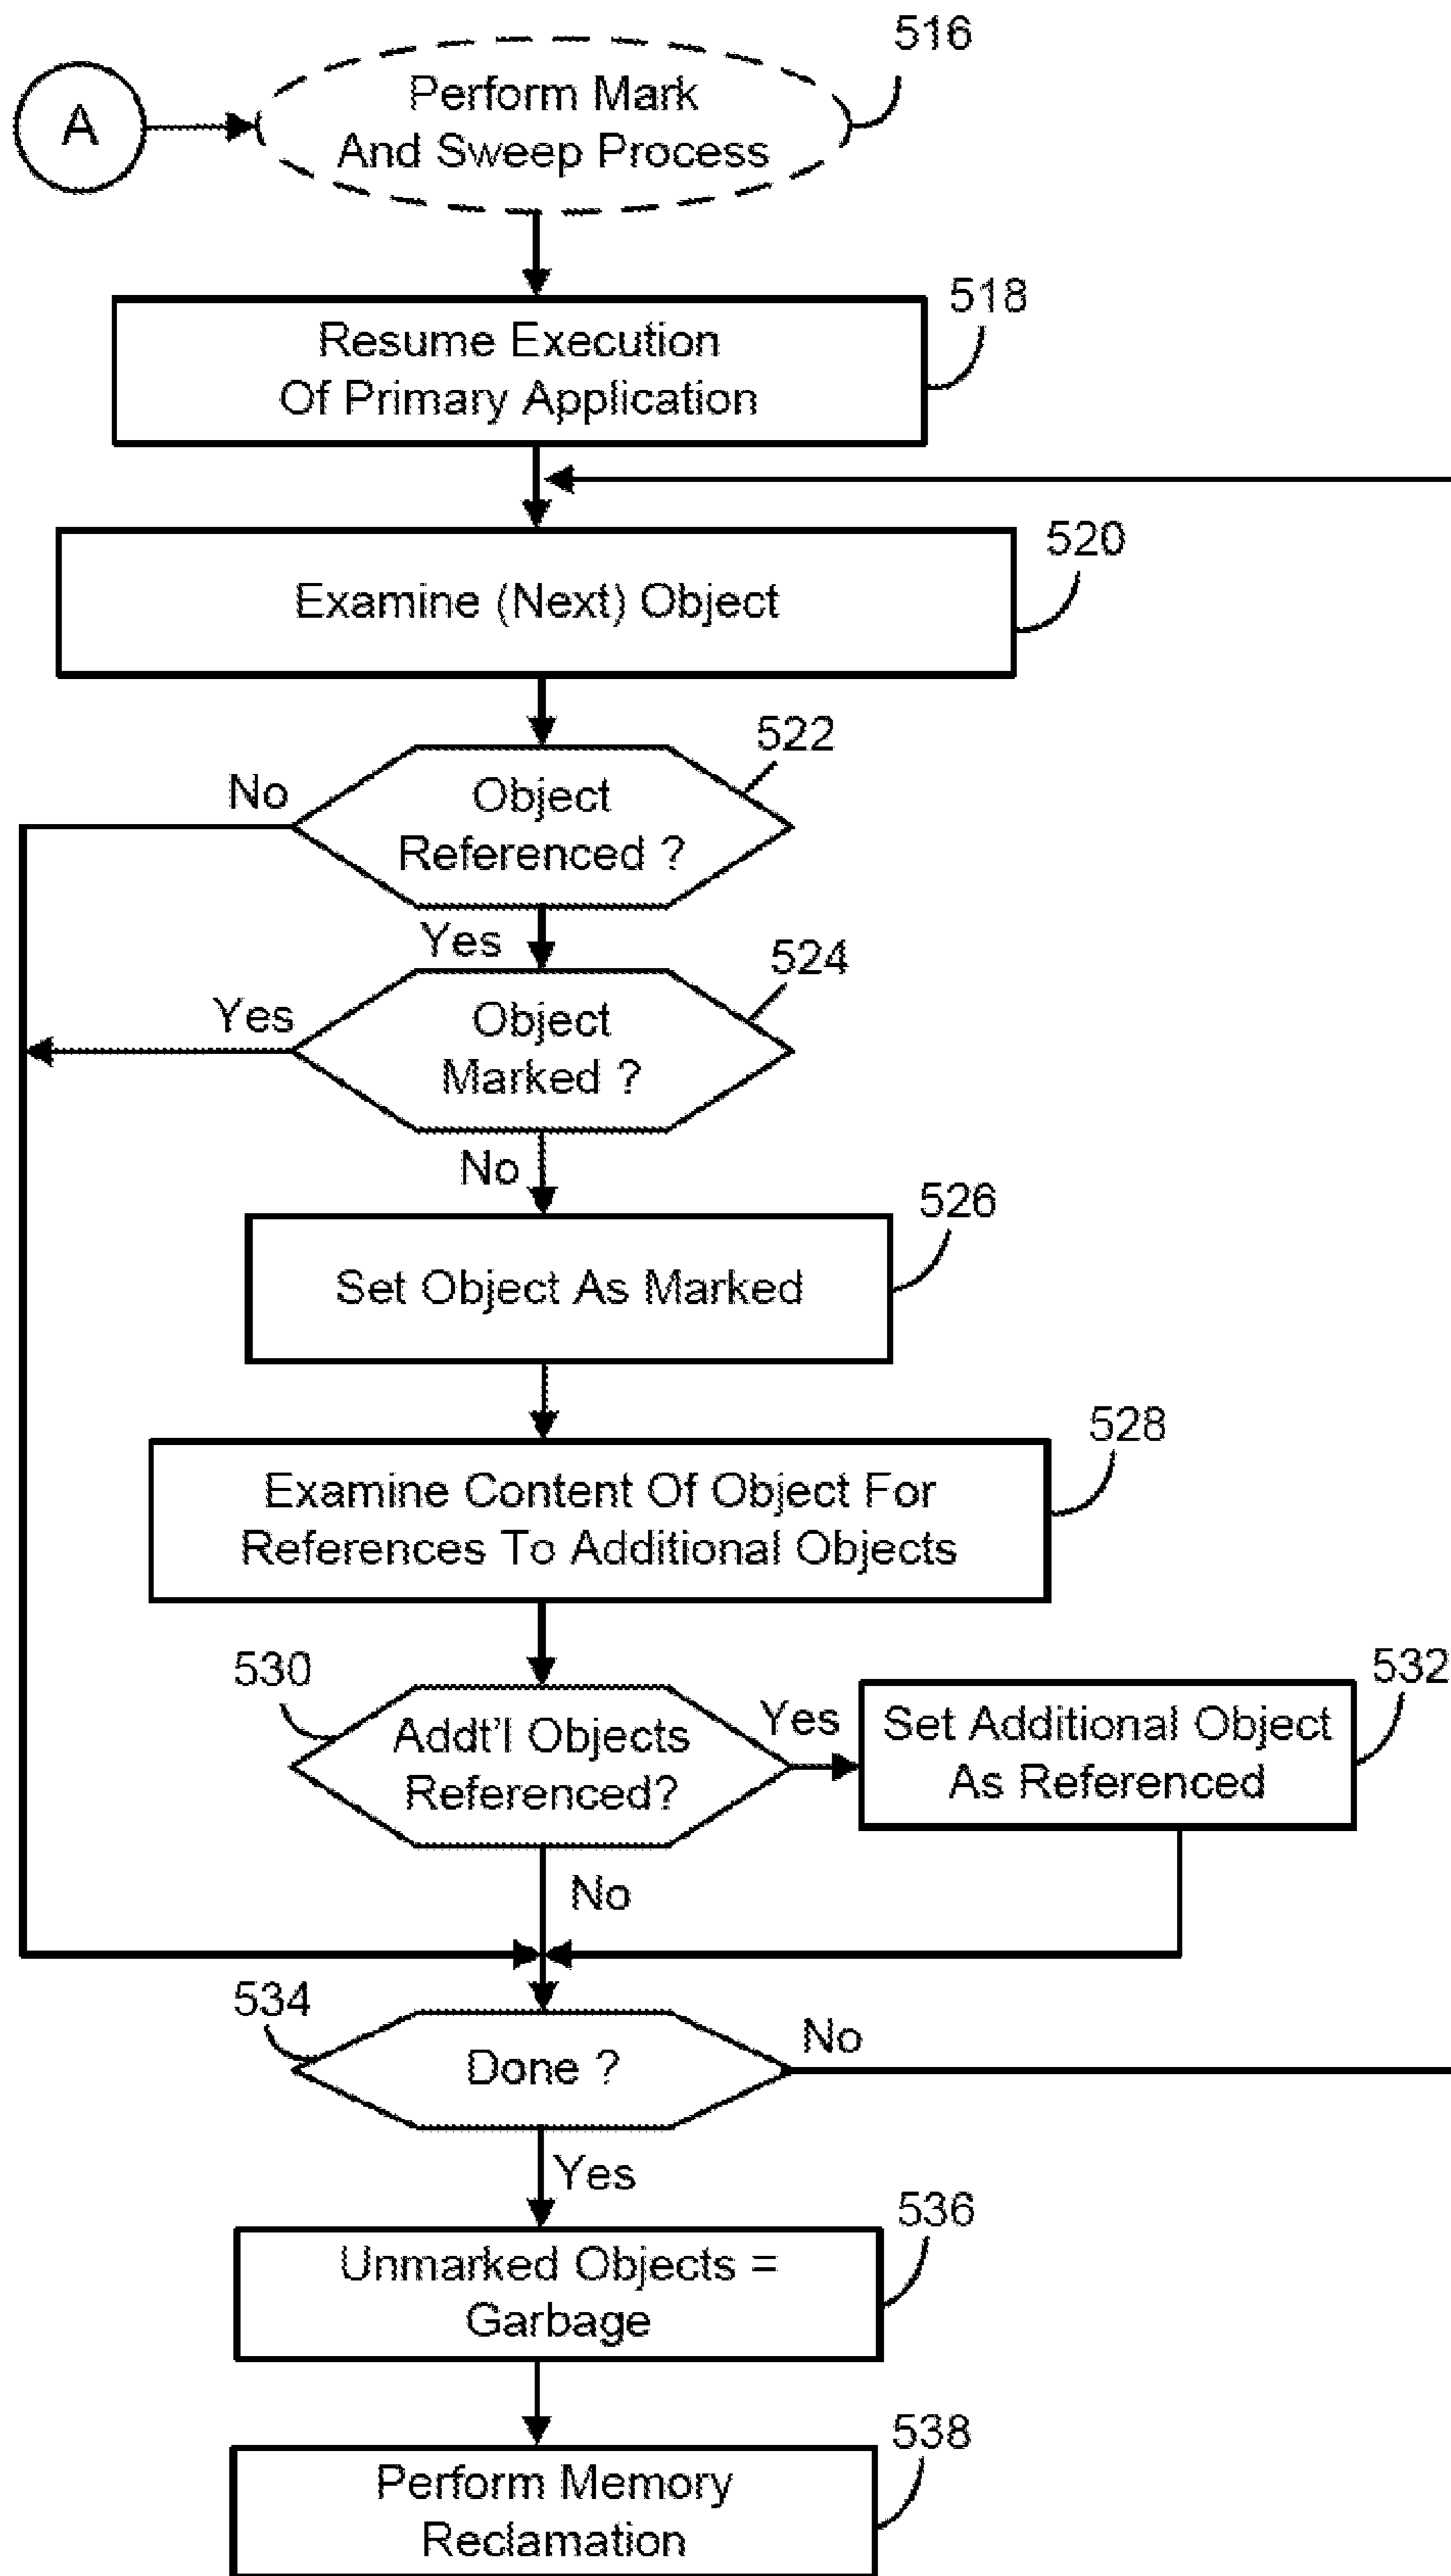 516
A
Perform Mark
And Sweep Process
518
Resume Execution
Of Primary Application
520
Examine (Next) Object
522
No
Object
Referenced ?
Yes
524
Yes
Object
Marked ?
No
526
Set Object As Marked
528
Examine Content Of Object For
References To Additional Objects
530
532
Addt'l Objects
Referenced?
Yes
Set Additional Object
As Referenced
No
534
No
Done ?
Yes
536
Unmarked Objects =
Garbage
538
Perform Memory
Reclamation